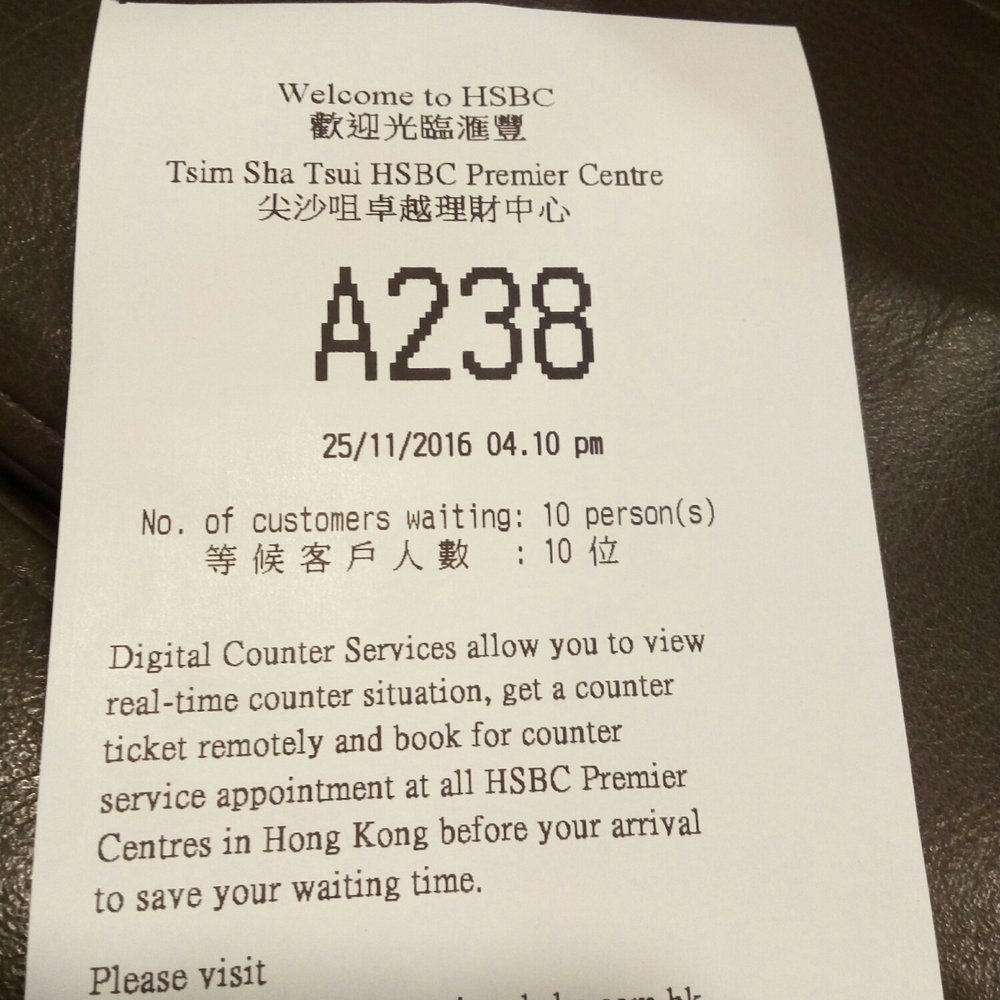 Welcome to HSBC
歡迎光臨滙豐
Tsim Sha Tsui HSBC Premier Centre
尖沙咀卓越理財中心
A238
25/11/2016 04.10 pm
No. of customers waiting: 10 person(s)
等候客戶人數 : 10 位
Digital Counter Services allow you to view
real-time counter situation, get a counter
ticket remotely and book for counter
service appointment at all HSBC Premier
Centres in Hong Kong before your arrival
to save your waiting time.
Please visit